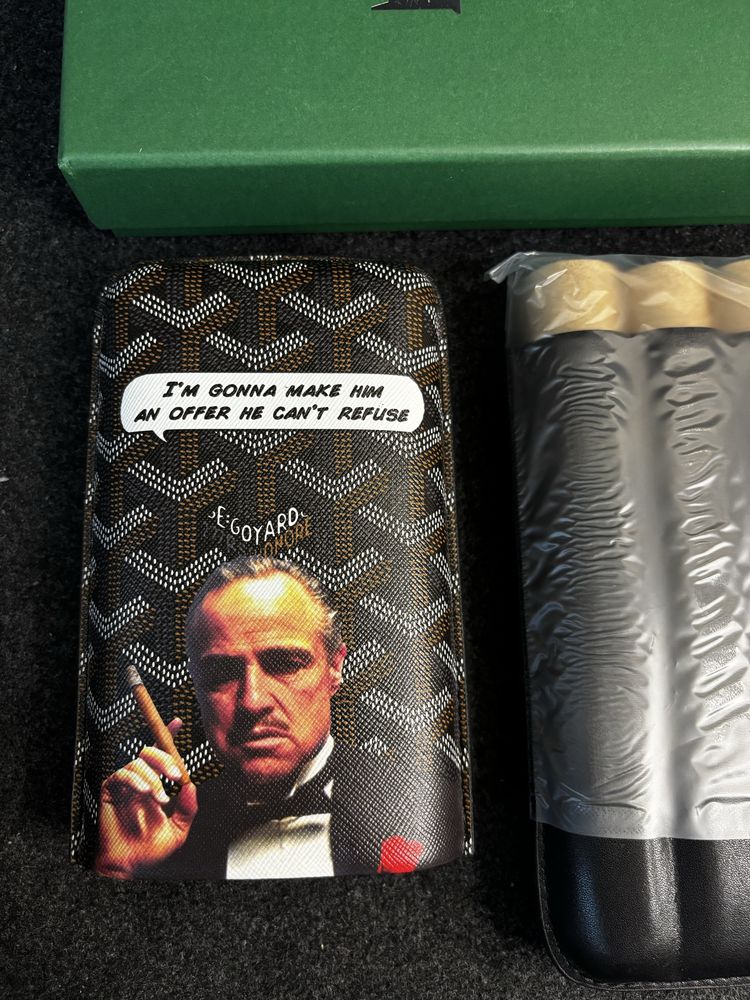 I'M GONNA MAKE HIM
AN OFFER HE CAN'T REFUSE
E·GOYARD